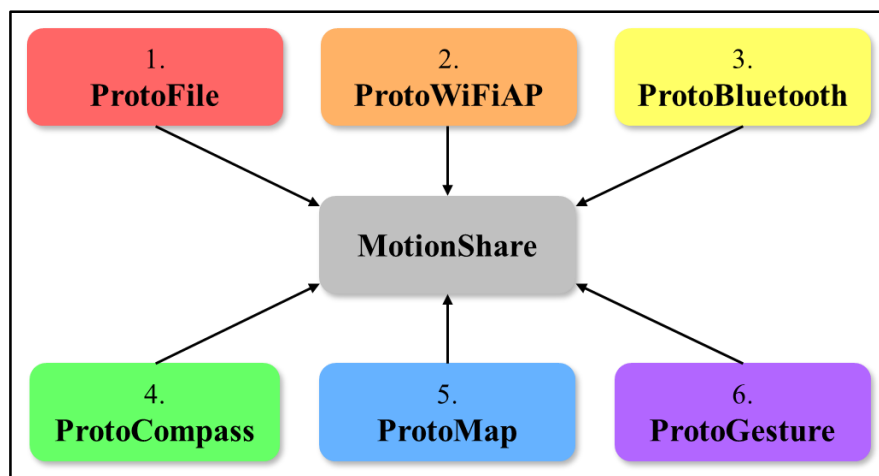 1.
ProtoFile
2.
ProtoWiFiAP
3.
ProtoBluetooth
MotionShare
4.
ProtoCompass
5.
ProtoMap
6.
ProtoGesture